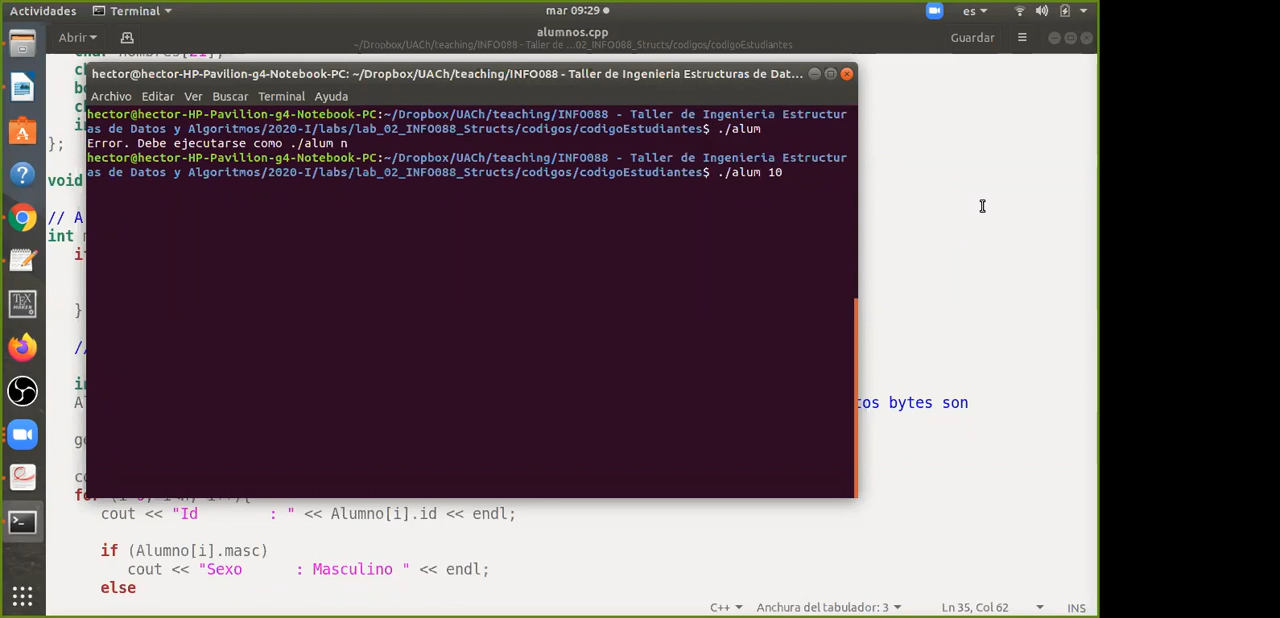 Actividades Terminal mar 09:29 es
Abrir alumnos.cpp Guardar
~/Dropbox/UACh/teaching/INFO088 - Taller de ...02_INFO088_Structs/codigos/codigoEstudiantes
hector@hector-HP-Pavilion-g4-Notebook-PC: ~/Dropbox/UACh/teaching/INFO088 - Taller de Ingenieria Estructuras de Dat...
Archivo Editar Ver Buscar Terminal Ayuda
hector@hector-HP-Pavilion-g4-Notebook-PC:~/Dropbox/UACh/teaching/INFO088 - Taller de Ingenieria Estructur
as de Datos y Algoritmos/2020-I/labs/lab_02_INFO088_Structs/codigos/codigoEstudiantes$ ./alum
Error. Debe ejecutarse como ./alum n
hector@hector-HP-Pavilion-g4-Notebook-PC:~/Dropbox/UACh/teaching/INFO088 - Taller de Ingenieria Estructur
as de Datos y Algoritmos/2020-I/labs/lab_02_INFO088_Structs/codigos/codigoEstudiantes$ ./alum 10
};
void
// A
int
}
//
tos bytes son
cout << "Id : " << Alumno[i].id << endl;
if (Alumno[i].masc)
cout << "Sexo : Masculino " << endl;
else
C++ Anchura del tabulador: 3 Ln 35, Col 62 INS